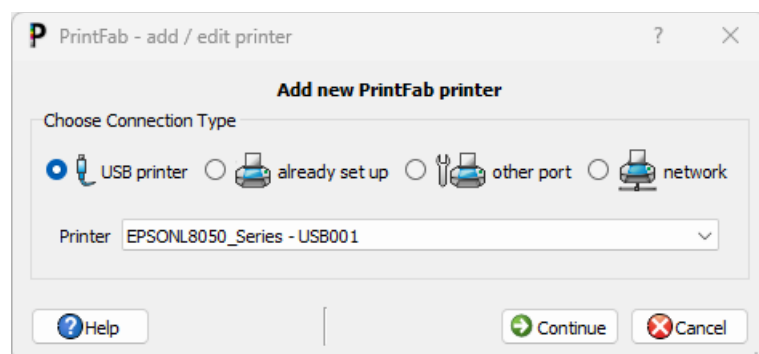 PrintFab - add / edit printer ?
Add new PrintFab printer
Choose Connection Type
USB printer already set up other port network
Printer EPSONL8050_Series - USB001
Help Continue Cancel